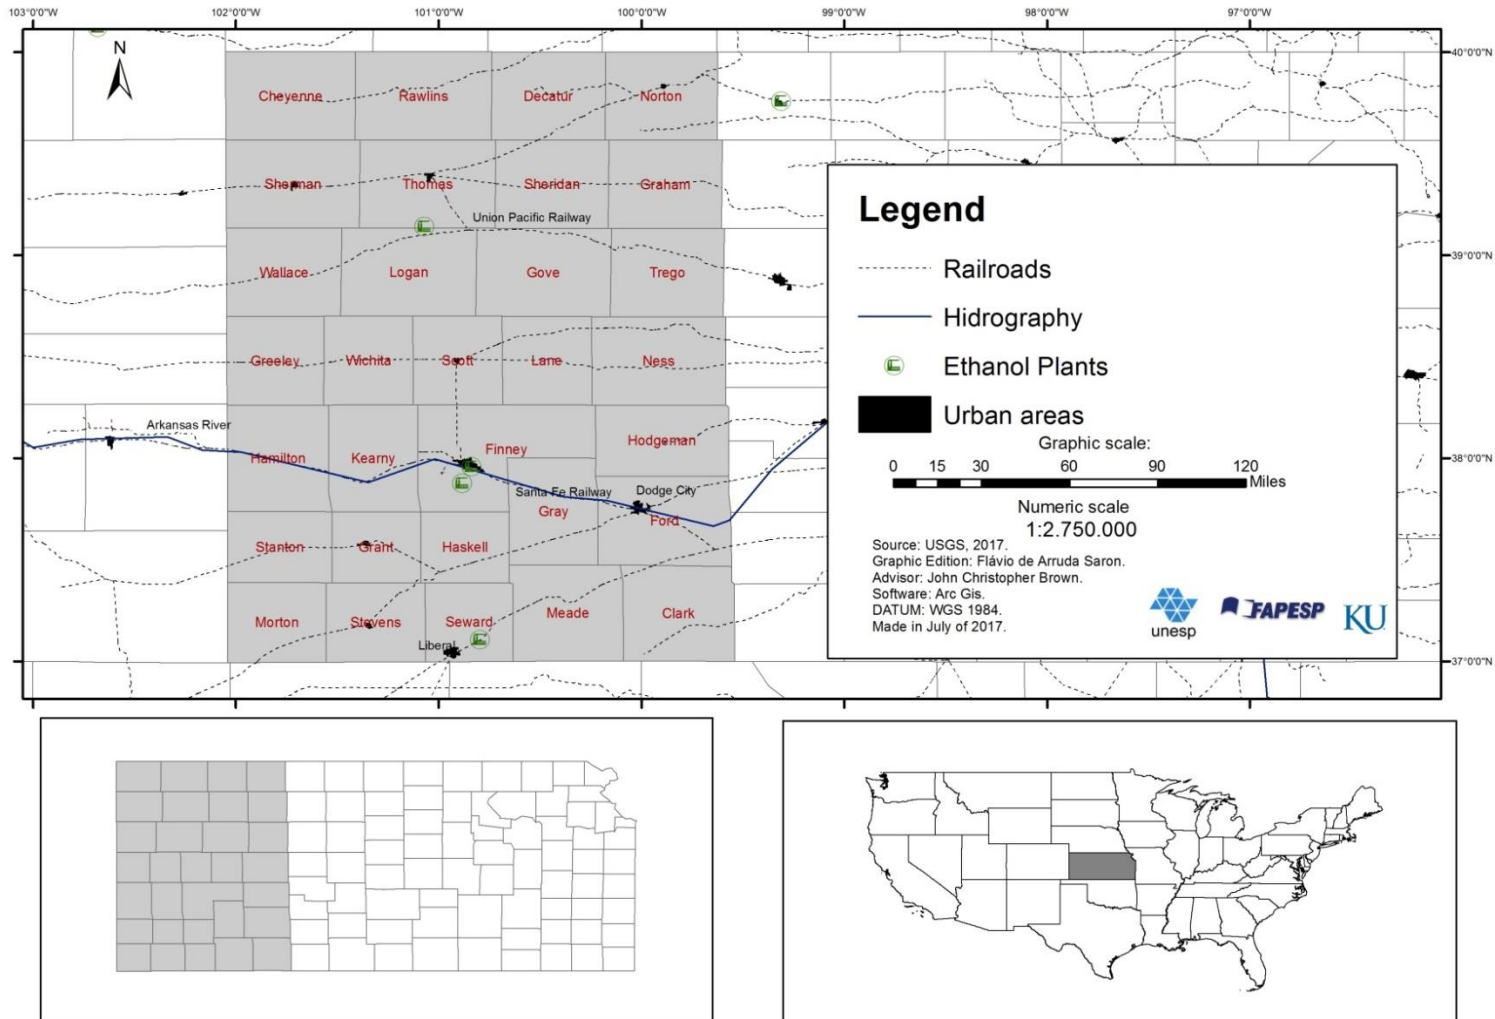 103°0'0"W 102°0'0"W 101°0'0"W 100°0'0"W 99°0'0"W 98°0'0"W 97°0'0"W
N
40°0'0"N
Cheyenne Rawlins Decatur Norton
Sherman Thomas Sheridan Graham
Union Pacific Railway
39°0'0"N
Wallace Logan Gove Trego
Greeley Wichita Scott Lane Ness
Arkansas River
Hamilton Kearny Finney Hodgeman
38°0'0"N
Santa Fe Railway Dodge City
Gray Ford
Stanton Grant Haskell
Morton Stevens Seward Meade Clark
Liberal
37°0'0"N
Legend
Railroads
Hidrography
Ethanol Plants
Urban areas
Graphic scale:
0 15 30 60 90 120
Miles
Numeric scale
1:2.750.000
Source: USGS, 2017.
Graphic Edition: Flávio de Arruda Saron.
Advisor: John Christopher Brown.
Software: Arc Gis.
DATUM: WGS 1984.
Made in July of 2017.
unesp
FAPESP
KU